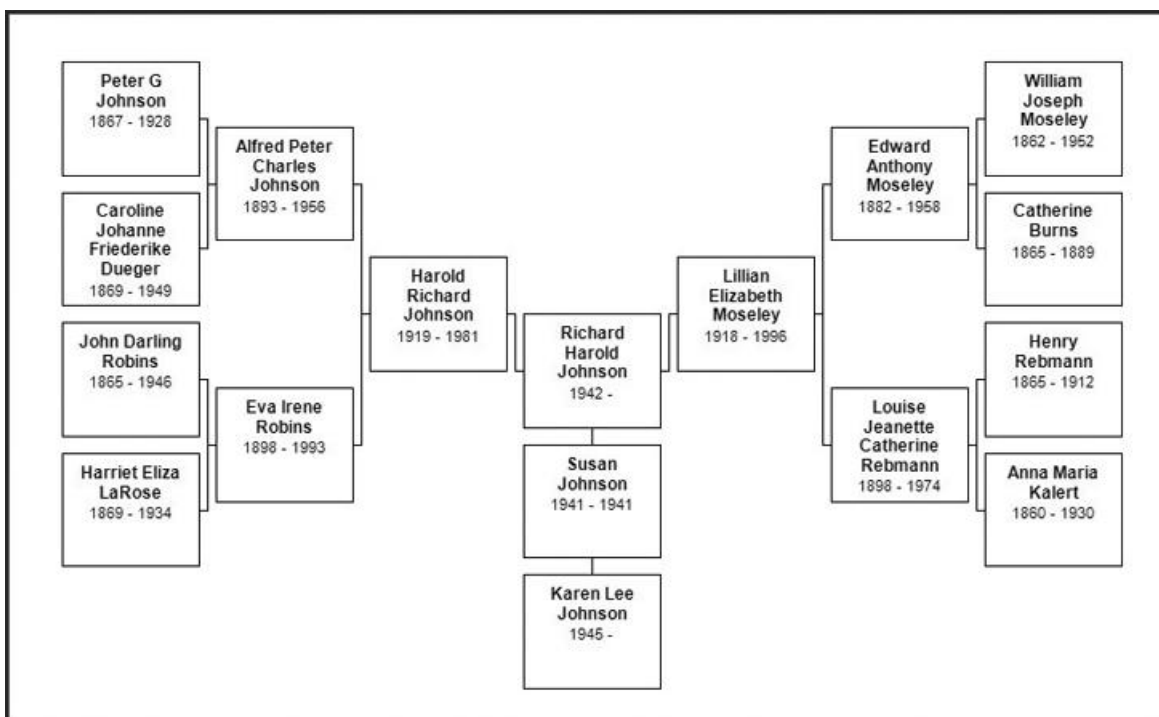 Peter G
Johnson
1867 - 1928
Caroline
Johanne
Friederike
Dueger
1869 - 1949
John Darling
Robins
1865 - 1946
Harriet Eliza
LaRose
1869 - 1934
Alfred Peter
Charles
Johnson
1893 - 1956
Eva Irene
Robins
1898 - 1993
Harold
Richard
Johnson
1919 - 1981
Richard
Harold
Johnson
1942 -
Susan
Johnson
1941 - 1941
Karen Lee
Johnson
1945 -
Lillian
Elizabeth
Moseley
1918 - 1996
Edward
Anthony
Moseley
1882 - 1958
Louise
Jeanette
Catherine
Rebmann
1898 - 1974
William
Joseph
Moseley
1862 - 1952
Catherine
Burns
1865 - 1889
Henry
Rebmann
1865 - 1912
Anna Maria
Kalert
1860 - 1930